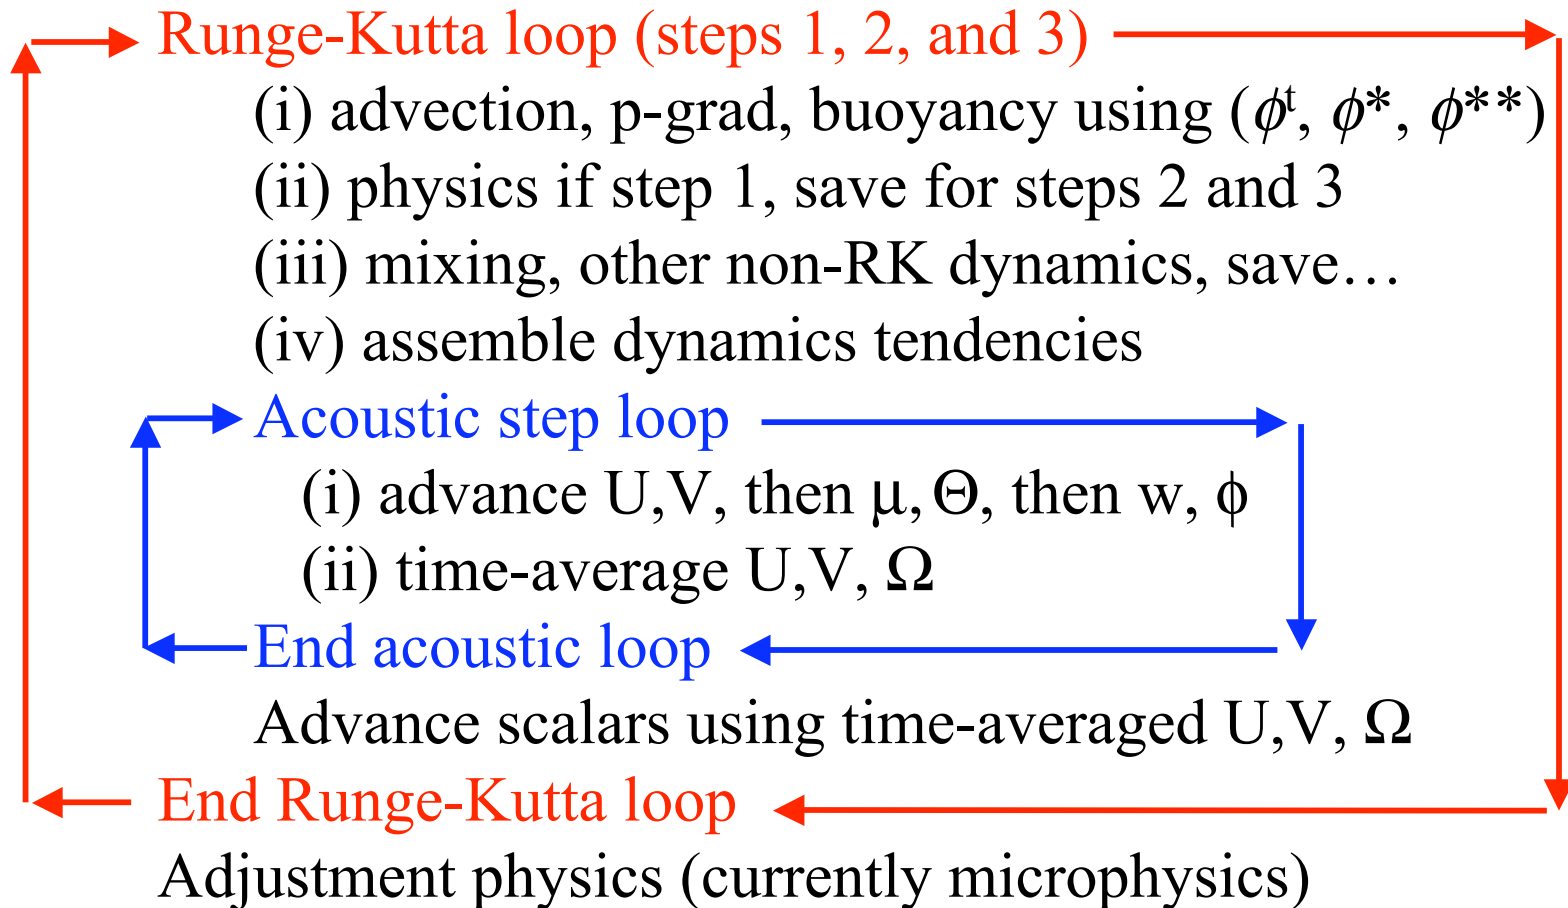 Runge-Kutta loop (steps 1, 2, and 3)
(i) advection, p-grad, buoyancy using (ϕᵗ, ϕ*, ϕ**)
(ii) physics if step 1, save for steps 2 and 3
(iii) mixing, other non-RK dynamics, save…
(iv) assemble dynamics tendencies
Acoustic step loop
(i) advance U,V, then μ, Θ, then w, ϕ
(ii) time-average U,V, Ω
End acoustic loop
Advance scalars using time-averaged U,V, Ω
End Runge-Kutta loop
Adjustment physics (currently microphysics)